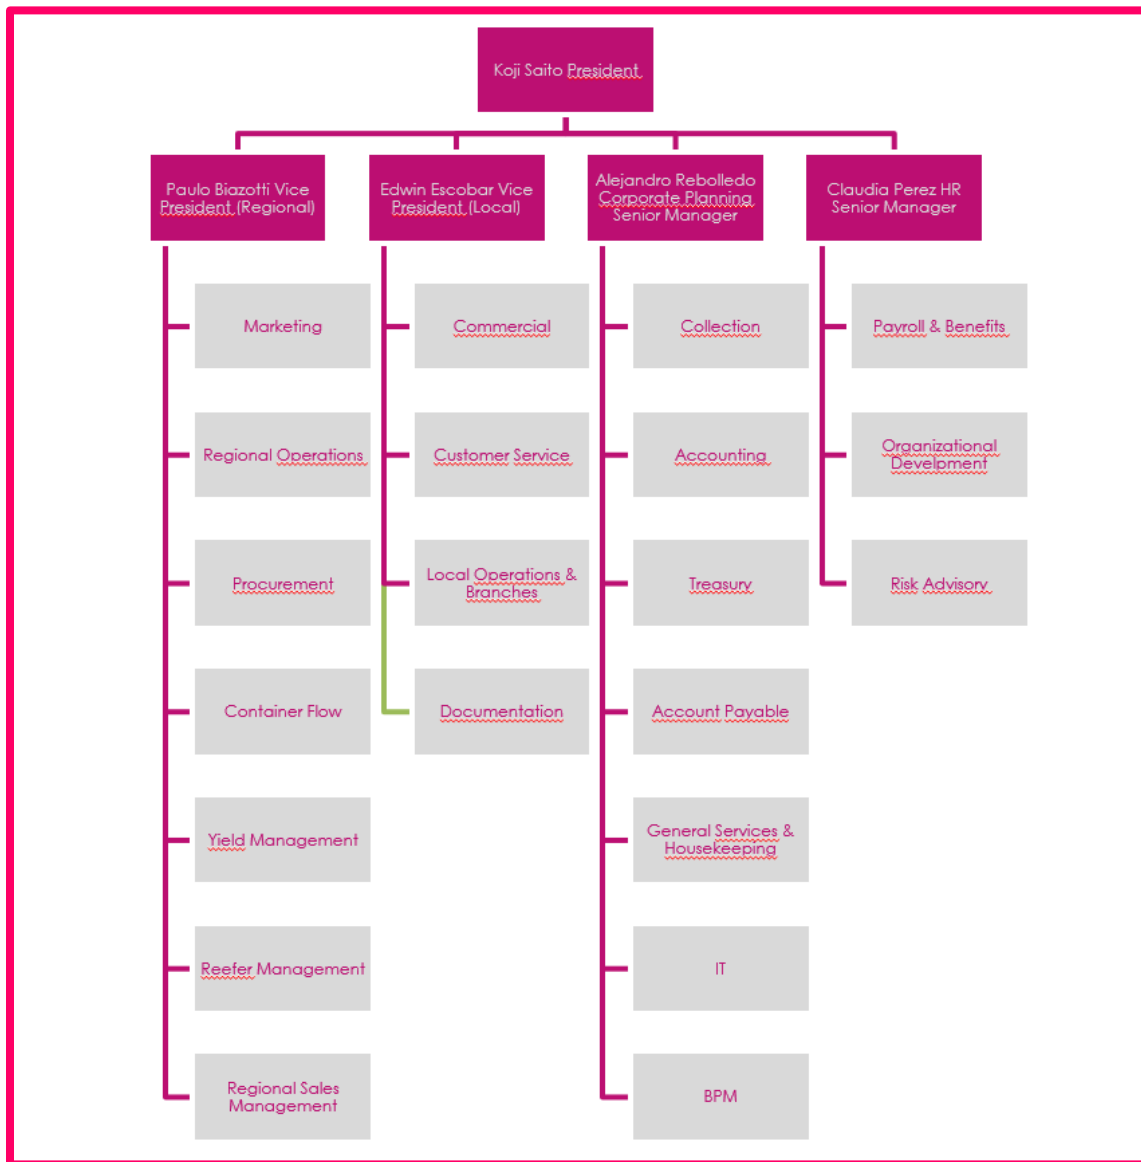 Koji Saito President
Paulo Biazotti Vice
President (Regional)
Edwin Escobar Vice
President (Local)
Alejandro Rebolledo
Corporate Planning
Senior Manager
Claudia Perez HR
Senior Manager
Marketing
Commercial
Collection
Payroll & Benefits
Regional Operations
Customer Service
Accounting
Organizational
Develpment
Procurement
Local Operations &
Branches
Treasury
Risk Advisory
Container Flow
Documentation
Account Payable
Yield Management
General Services &
Housekeeping
Reefer Management
IT
Regional Sales
Management
BPM